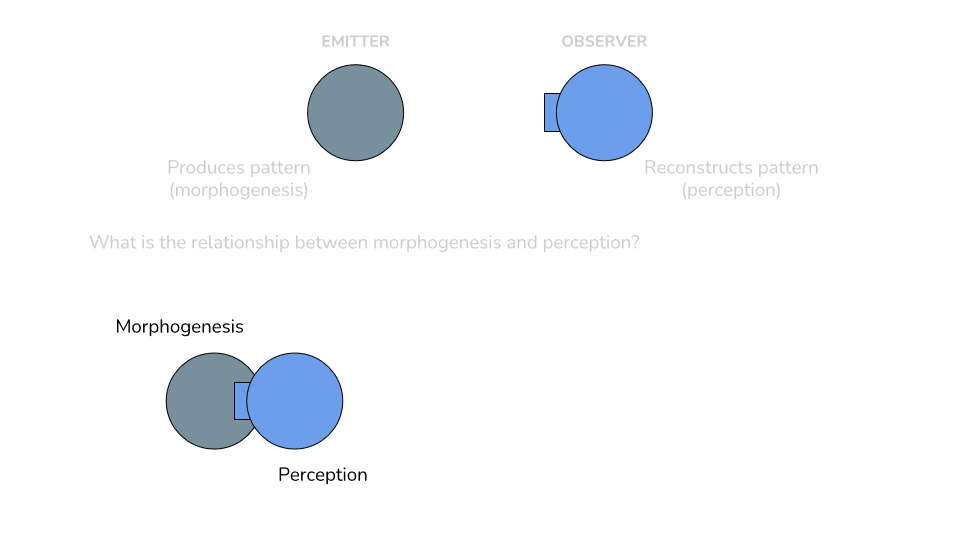 EMITTER
OBSERVER
Produces pattern
(morphogenesis)
Reconstructs pattern
(perception)
What is the relationship between morphogenesis and perception?
Morphogenesis
Perception